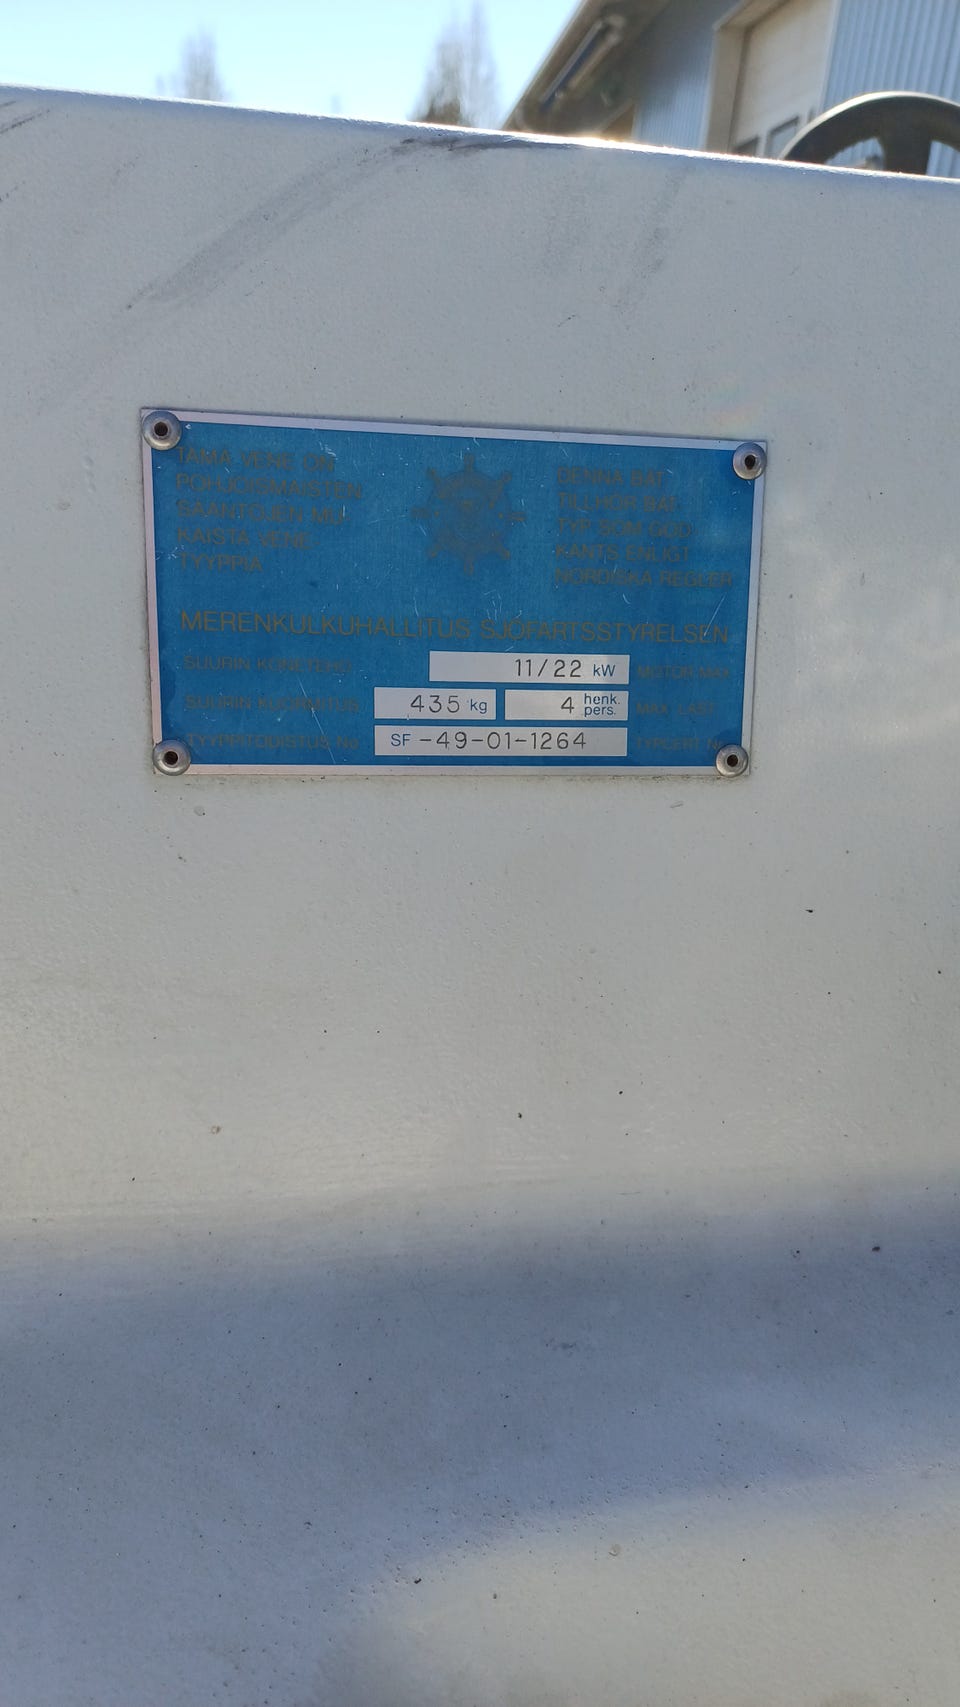 TÄMÄ VENE ON
POHJOISMAISTEN
SÄÄNTÖJEN MU-
KAISTA VENE-
TYYPPIÄ
DENNA BÅT
TILLHÖR BÅT
TYP SOM GOD-
KÄNTS ENLIGT
NORDISKA REGLER
MERENKULKUHALLITUS SJÖFARTSSTYRELSEN
SUURIN KONETEHO 11/22 kW MOTOR MAX
SUURIN KUORMITUS 435 kg 4 henk. pers. MAX LAST
TYYPPITODISTUS No SF -49-01-1264 TYPCERT N